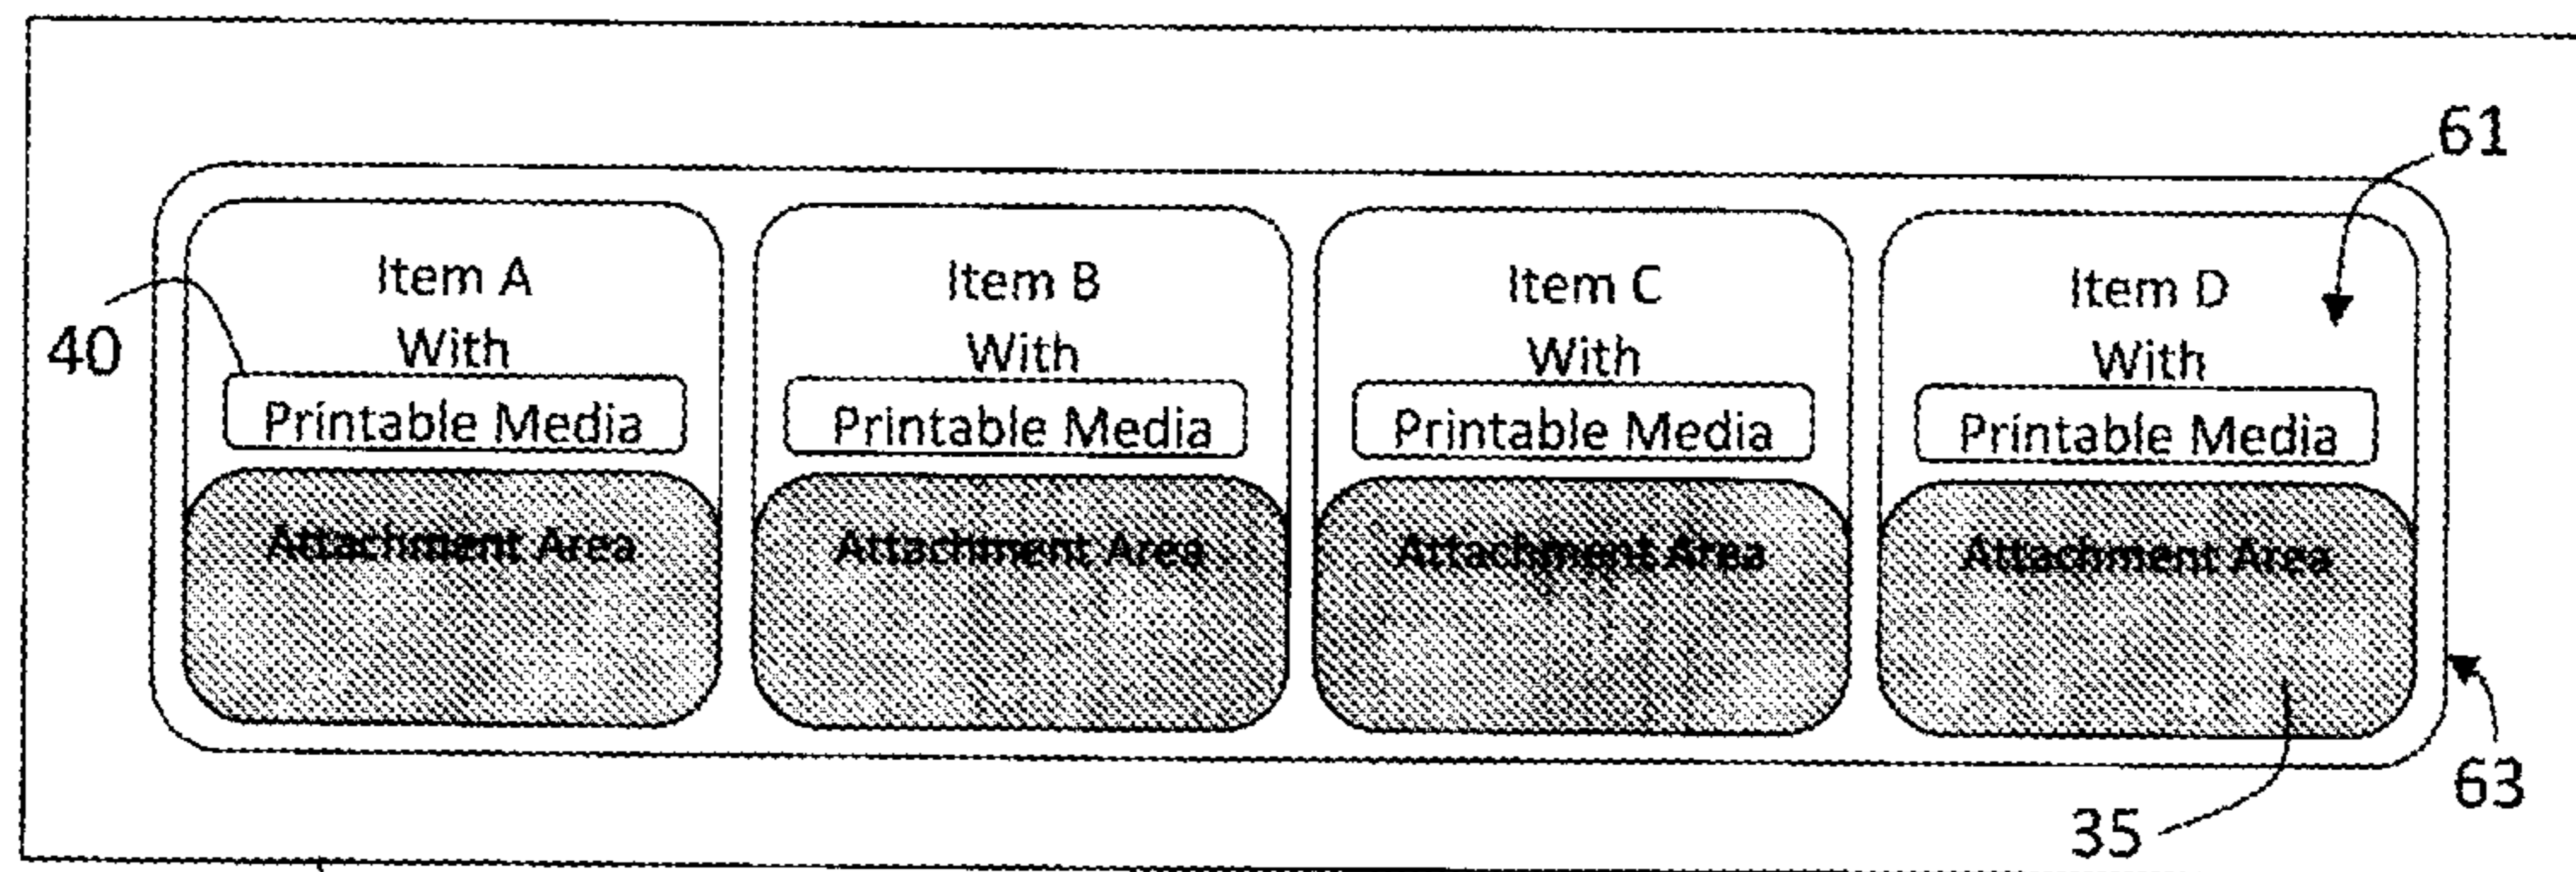 61
Item A
With
Printable Media
Attachment Area
40
Item B
With
Printable Media
Attachment Area
Item C
With
Printable Media
Attachment Area
Item D
With
Printable Media
Attachment Area
63
35